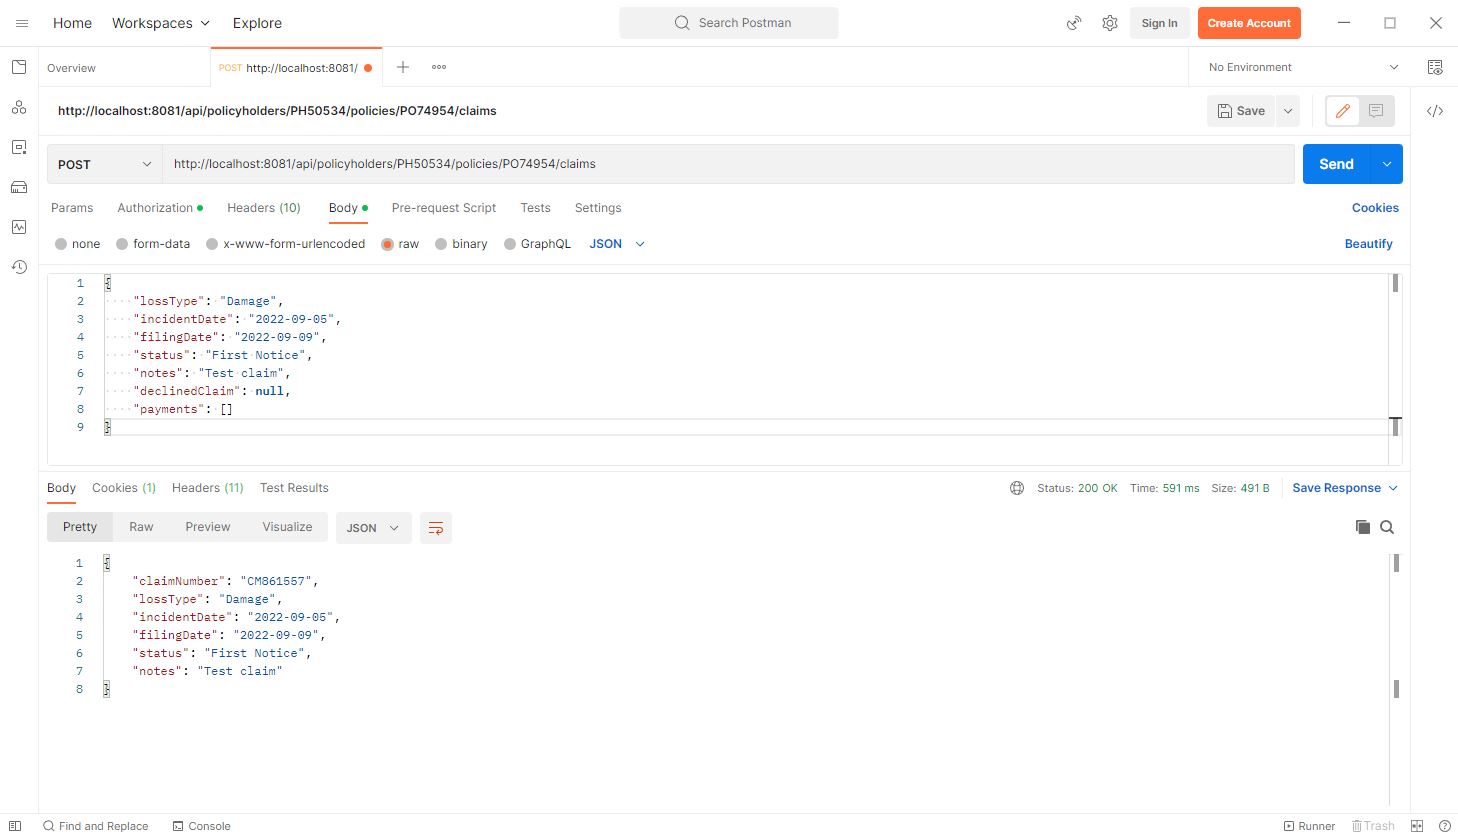 Home Workspaces Explore Search Postman Sign In Create Account
Overview POST http://localhost:8081/ No Environment
http://localhost:8081/api/policyholders/PH50534/policies/PO74954/claims Save
POST http://localhost:8081/api/policyholders/PH50534/policies/PO74954/claims Send
Params Authorization Headers (10) Body Pre-request Script Tests Settings Cookies
none form-data x-www-form-urlencoded raw binary GraphQL JSON Beautify
1 {
2 "lossType": "Damage",
3 "incidentDate": "2022-09-05",
4 "filingDate": "2022-09-09",
5 "status": "First Notice",
6 "notes": "Test claim",
7 "declinedClaim": null,
8 "payments": []
9 }
Body Cookies (1) Headers (11) Test Results Status: 200 OK Time: 591 ms Size: 491 B Save Response
Pretty Raw Preview Visualize JSON
1 {
2 "claimNumber": "CM861557",
3 "lossType": "Damage",
4 "incidentDate": "2022-09-05",
5 "filingDate": "2022-09-09",
6 "status": "First Notice",
7 "notes": "Test claim"
8 }
Find and Replace Console Runner Trash